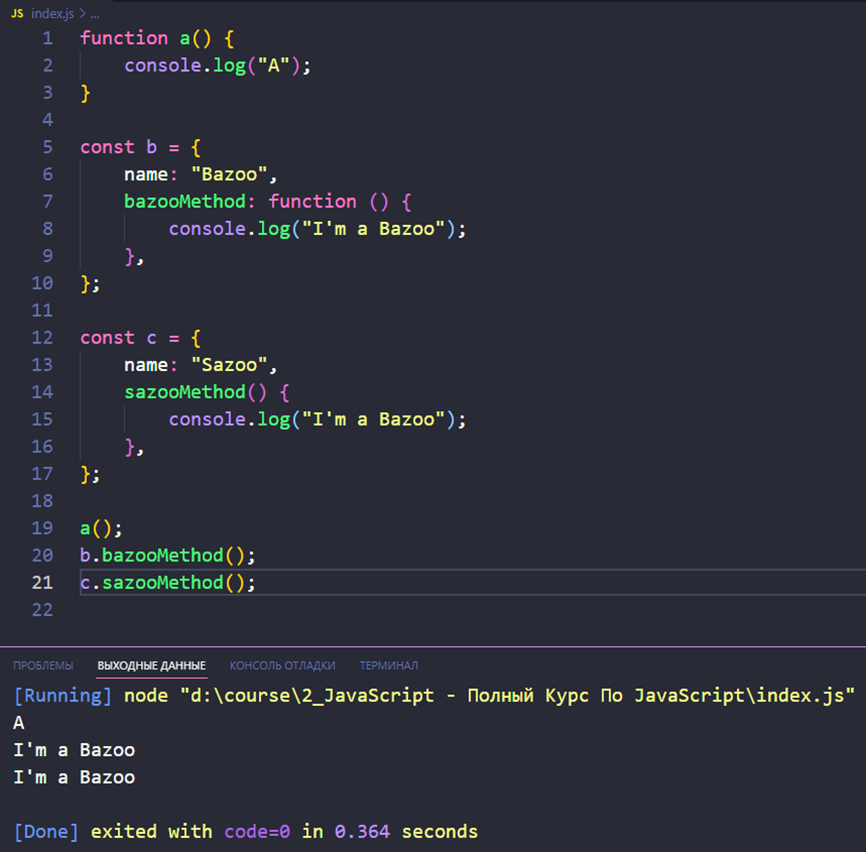 JS index.js > ...
1 function a() {
2     console.log("A");
3 }
4
5 const b = {
6     name: "Bazoo",
7     bazooMethod: function () {
8         console.log("I'm a Bazoo");
9     },
10 };
11
12 const c = {
13     name: "Sazoo",
14     sazooMethod() {
15         console.log("I'm a Bazoo");
16     },
17 };
18
19 a();
20 b.bazooMethod();
21 c.sazooMethod();
22
ПРОБЛЕМЫ ВЫХОДНЫЕ ДАННЫЕ КОНСОЛЬ ОТЛАДКИ ТЕРМИНАЛ
[Running] node "d:\course\2_JavaScript - Полный Курс По JavaScript\index.js"
A
I'm a Bazoo
I'm a Bazoo
[Done] exited with code=0 in 0.364 seconds